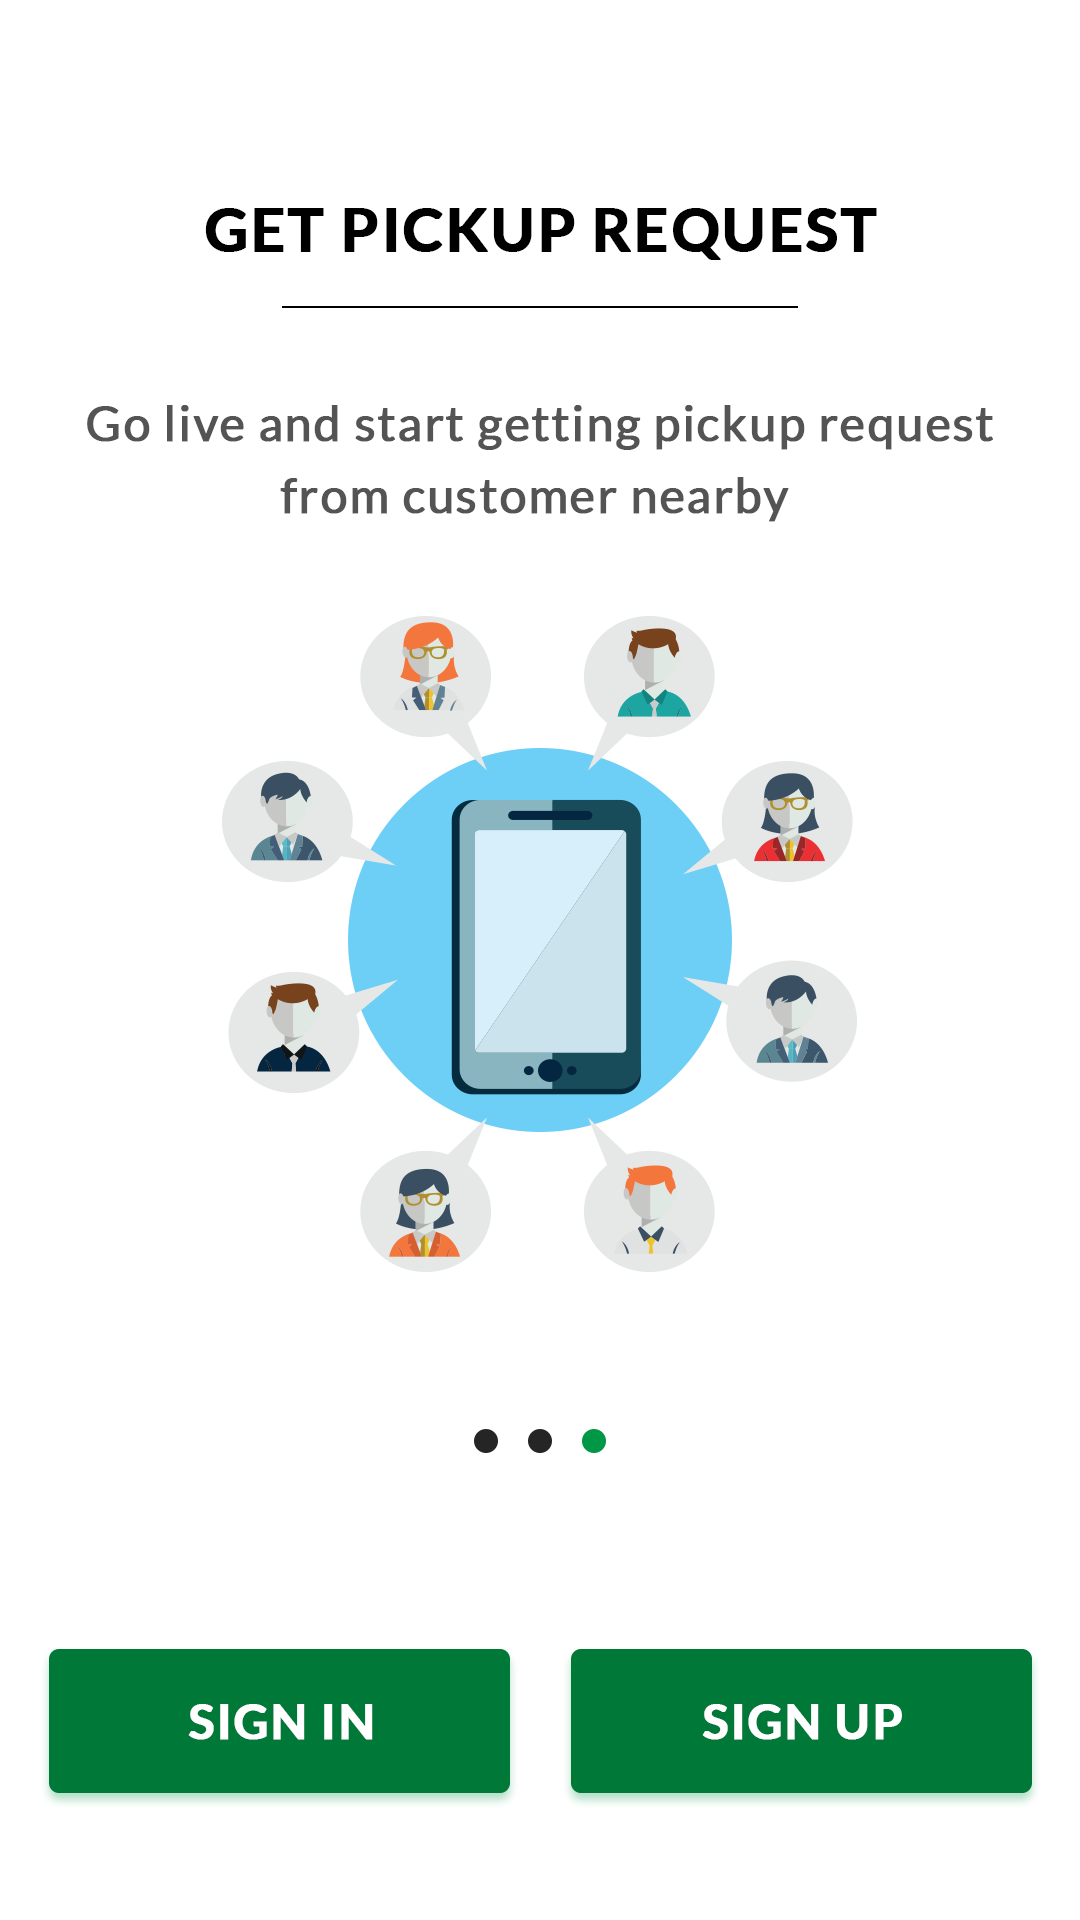 GET PICKUP REQUEST
Go live and start getting pickup request
from customer nearby
SIGN IN
SIGN UP